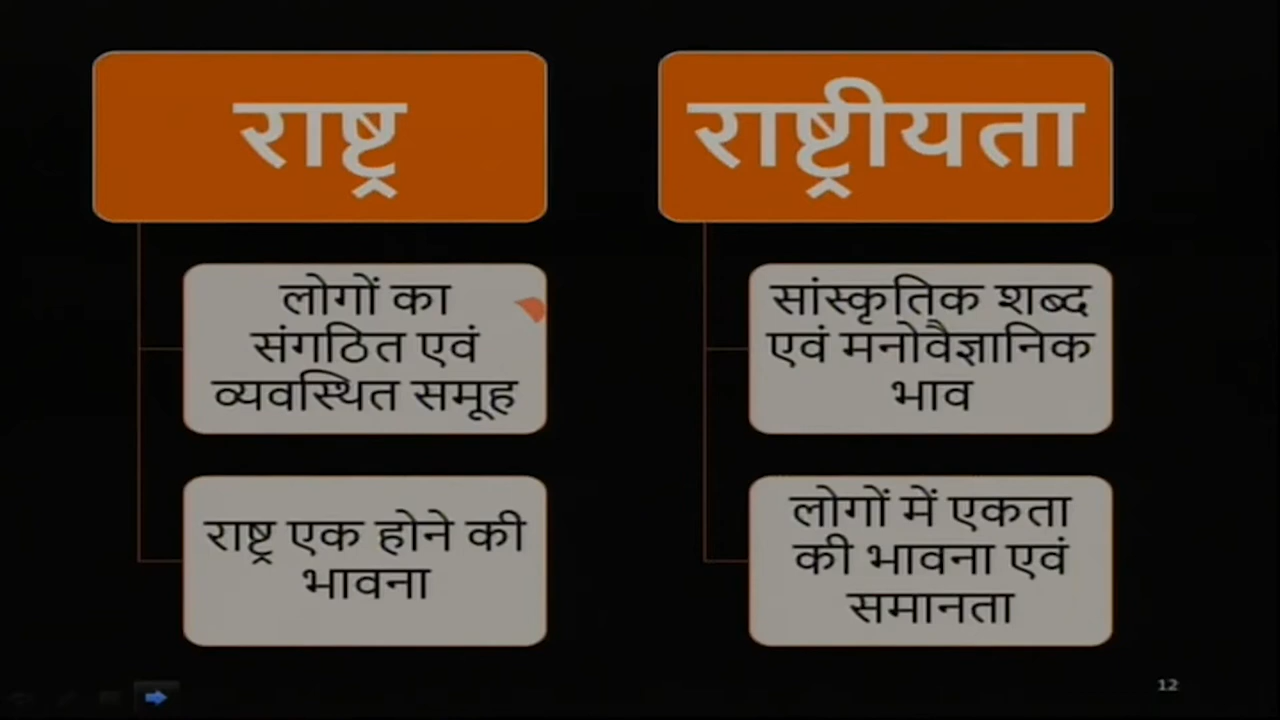 राष्ट्र
लोगों का
संगठित एवं
व्यवस्थित समूह
राष्ट्र एक होने की
भावना
राष्ट्रीयता
सांस्कृतिक शब्द
एवं मनोवैज्ञानिक
भाव
लोगों में एकता
की भावना एवं
समानता
12